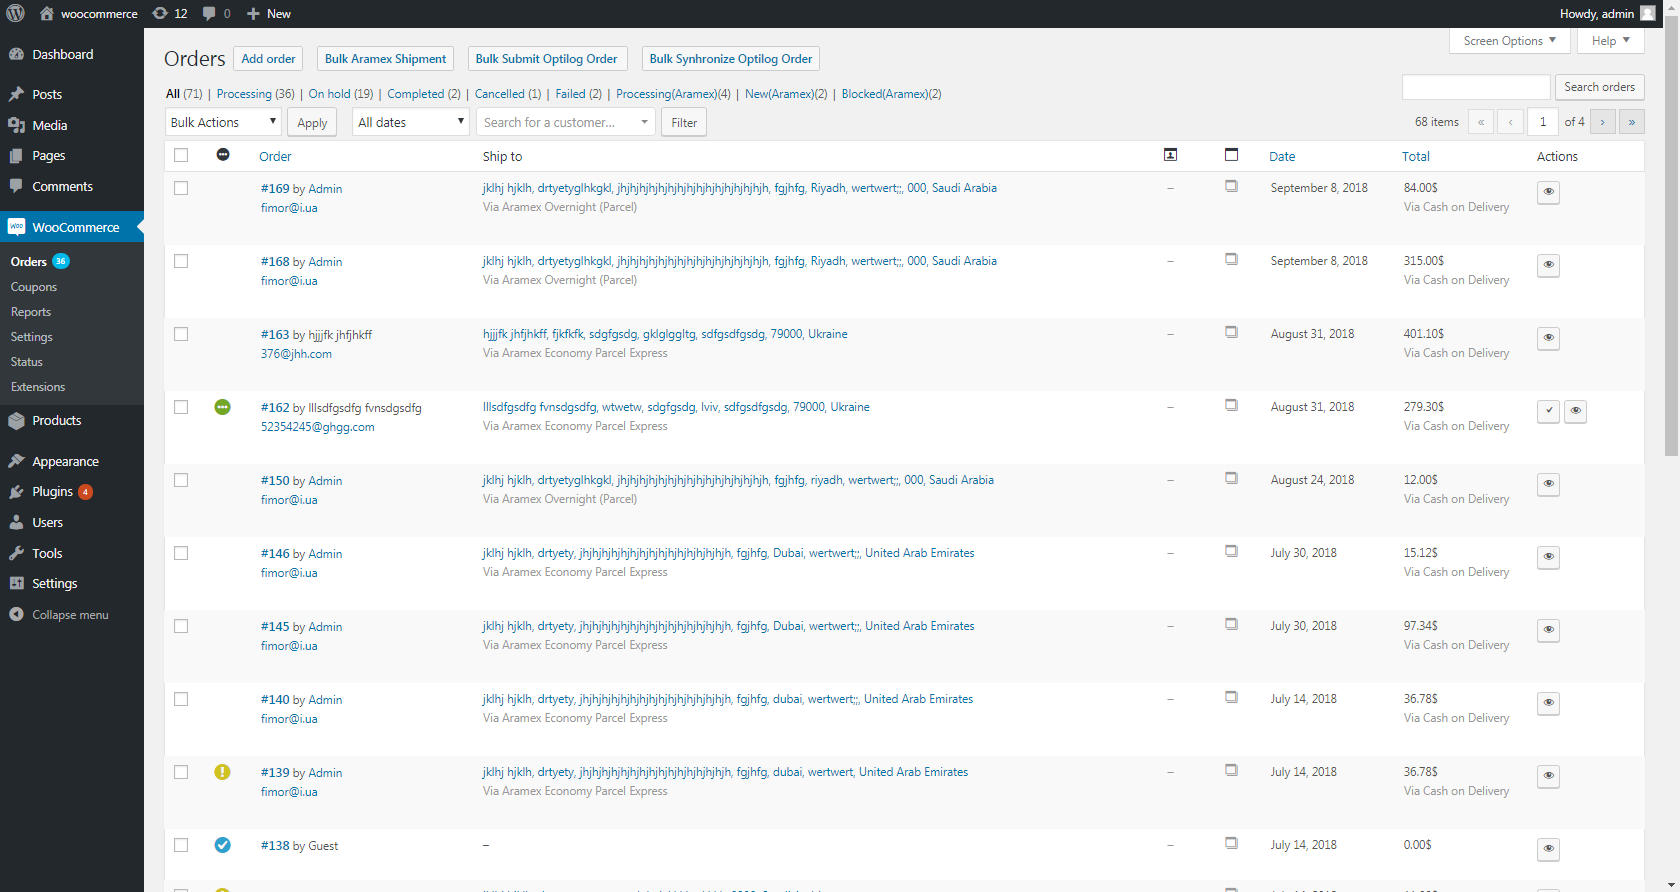 woocommerce 12 0 New Howdy, admin
Dashboard
Posts
Media
Pages
Comments
WooCommerce
Orders 36
Coupons
Reports
Settings
Status
Extensions
Products
Appearance
Plugins 4
Users
Tools
Settings
Collapse menu
Screen Options Help
Orders Add order Bulk Aramex Shipment Bulk Submit Optilog Order Bulk Synhronize Optilog Order
All (71) | Processing (36) | On hold (19) | Completed (2) | Cancelled (1) | Failed (2) | Processing(Aramex)(4) | New(Aramex)(2) | Blocked(Aramex)(2)
Search orders
Bulk Actions Apply All dates Search for a customer... Filter 68 items « ‹ 1 of 4 › »
Order Ship to Date Total Actions
#169 by Admin jklhj hjklh, drtyetyglhkgkl, jhjhjhjhjhjhjhjhjhjhjhjhjhjhjhjh, fgjhfg, Riyadh, wertwert;;, 000, Saudi Arabia – September 8, 2018 84.00$
fimor@i.ua Via Aramex Overnight (Parcel) Via Cash on Delivery
#168 by Admin jklhj hjklh, drtyetyglhkgkl, jhjhjhjhjhjhjhjhjhjhjhjhjhjhjhjh, fgjhfg, Riyadh, wertwert;;, 000, Saudi Arabia – September 8, 2018 315.00$
fimor@i.ua Via Aramex Overnight (Parcel) Via Cash on Delivery
#163 by hjjjfk jhfjhkff hjjjfk jhfjhkff, fjkfkfk, sdgfgsdg, gklglggltg, sdfgsdfgsdg, 79000, Ukraine – August 31, 2018 401.10$
376@jhh.com Via Aramex Economy Parcel Express Via Cash on Delivery
#162 by lllsdfgsdfg fvnsdgsdfg lllsdfgsdfg fvnsdgsdfg, wtwetw, sdgfgsdg, lviv, sdfgsdfgsdg, 79000, Ukraine – August 31, 2018 279.30$
52354245@ghgg.com Via Aramex Economy Parcel Express Via Cash on Delivery
#150 by Admin jklhj hjklh, drtyetyglhkgkl, jhjhjhjhjhjhjhjhjhjhjhjhjhjhjhjh, fgjhfg, riyadh, wertwert;;, 000, Saudi Arabia – August 24, 2018 12.00$
fimor@i.ua Via Aramex Overnight (Parcel) Via Cash on Delivery
#146 by Admin jklhj hjklh, drtyety, jhjhjhjhjhjhjhjhjhjhjhjhjhjhjhjh, fgjhfg, Dubai, wertwert;;, United Arab Emirates – July 30, 2018 15.12$
fimor@i.ua Via Aramex Economy Parcel Express Via Cash on Delivery
#145 by Admin jklhj hjklh, drtyety, jhjhjhjhjhjhjhjhjhjhjhjhjhjhjhjh, fgjhfg, Dubai, wertwert;;, United Arab Emirates – July 30, 2018 97.34$
fimor@i.ua Via Aramex Economy Parcel Express Via Cash on Delivery
#140 by Admin jklhj hjklh, drtyety, jhjhjhjhjhjhjhjhjhjhjhjhjhjhjhjh, fgjhfg, dubai, wertwert;;, United Arab Emirates – July 14, 2018 36.78$
fimor@i.ua Via Aramex Economy Parcel Express Via Cash on Delivery
#139 by Admin jklhj hjklh, drtyety, jhjhjhjhjhjhjhjhjhjhjhjhjhjhjhjh, fgjhfg, dubai, wertwert, United Arab Emirates – July 14, 2018 36.78$
fimor@i.ua Via Aramex Economy Parcel Express Via Cash on Delivery
#138 by Guest – – July 14, 2018 0.00$